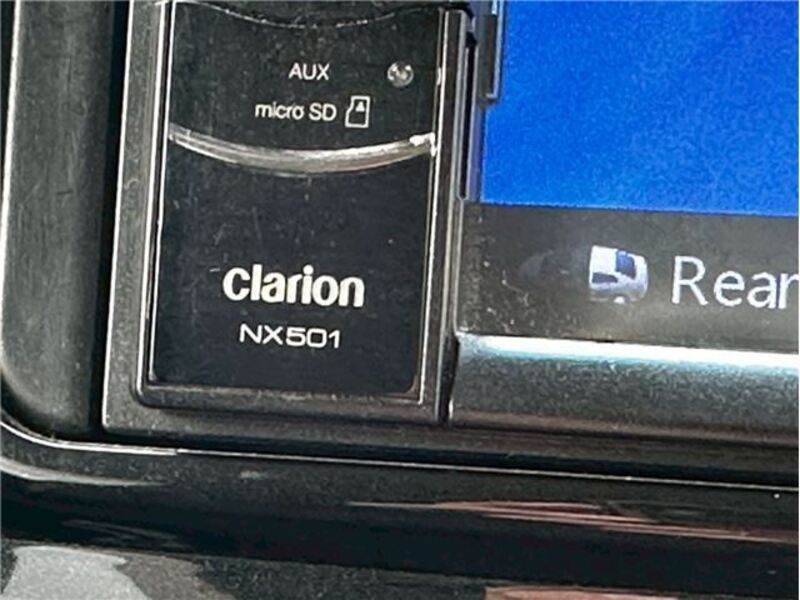 AUX
micro SD
clarion
NX501
Rear